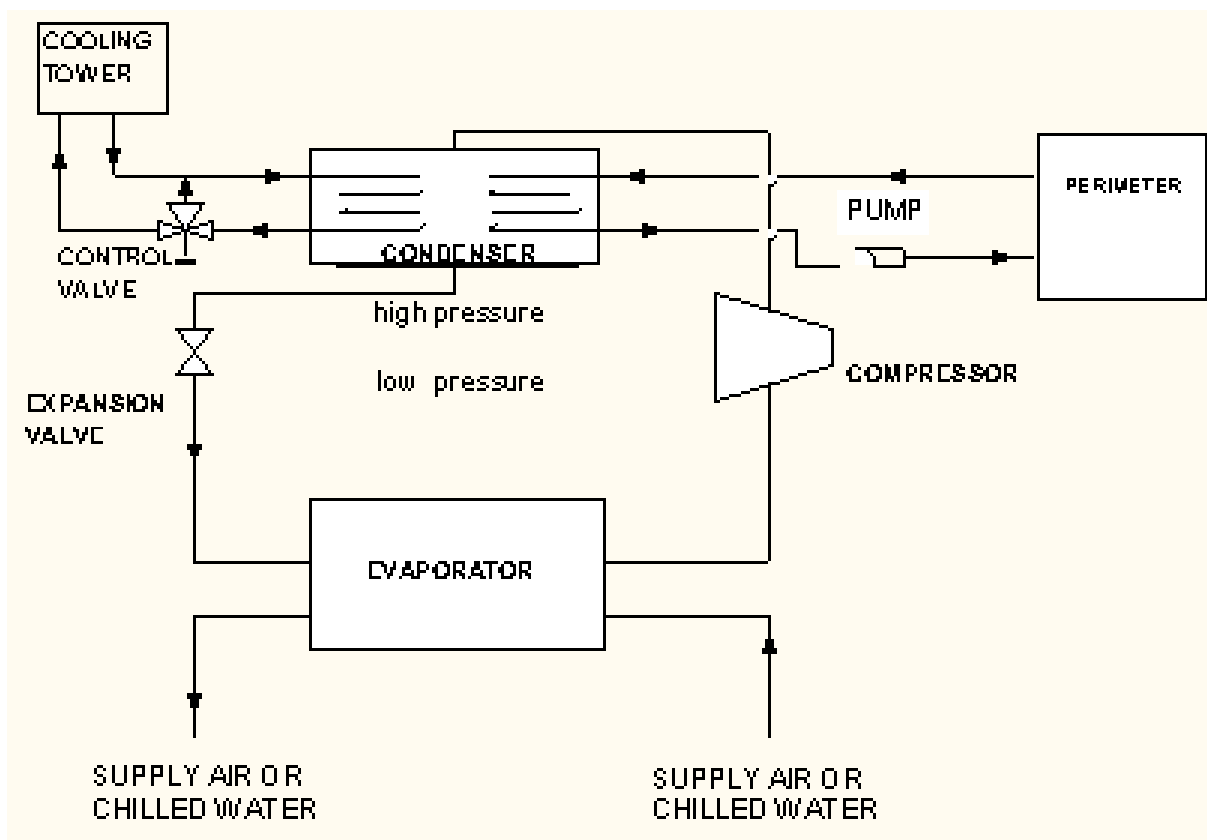 COOLING
TOWER
PERIMETER
PUMP
CONDENSER
CONTROL
VALVE
high pressure
low pressure
COMPRESSOR
EXPANSION
VALVE
EVAPORATOR
SUPPLY AIR OR
CHILLED WATER
SUPPLY AIR OR
CHILLED WATER